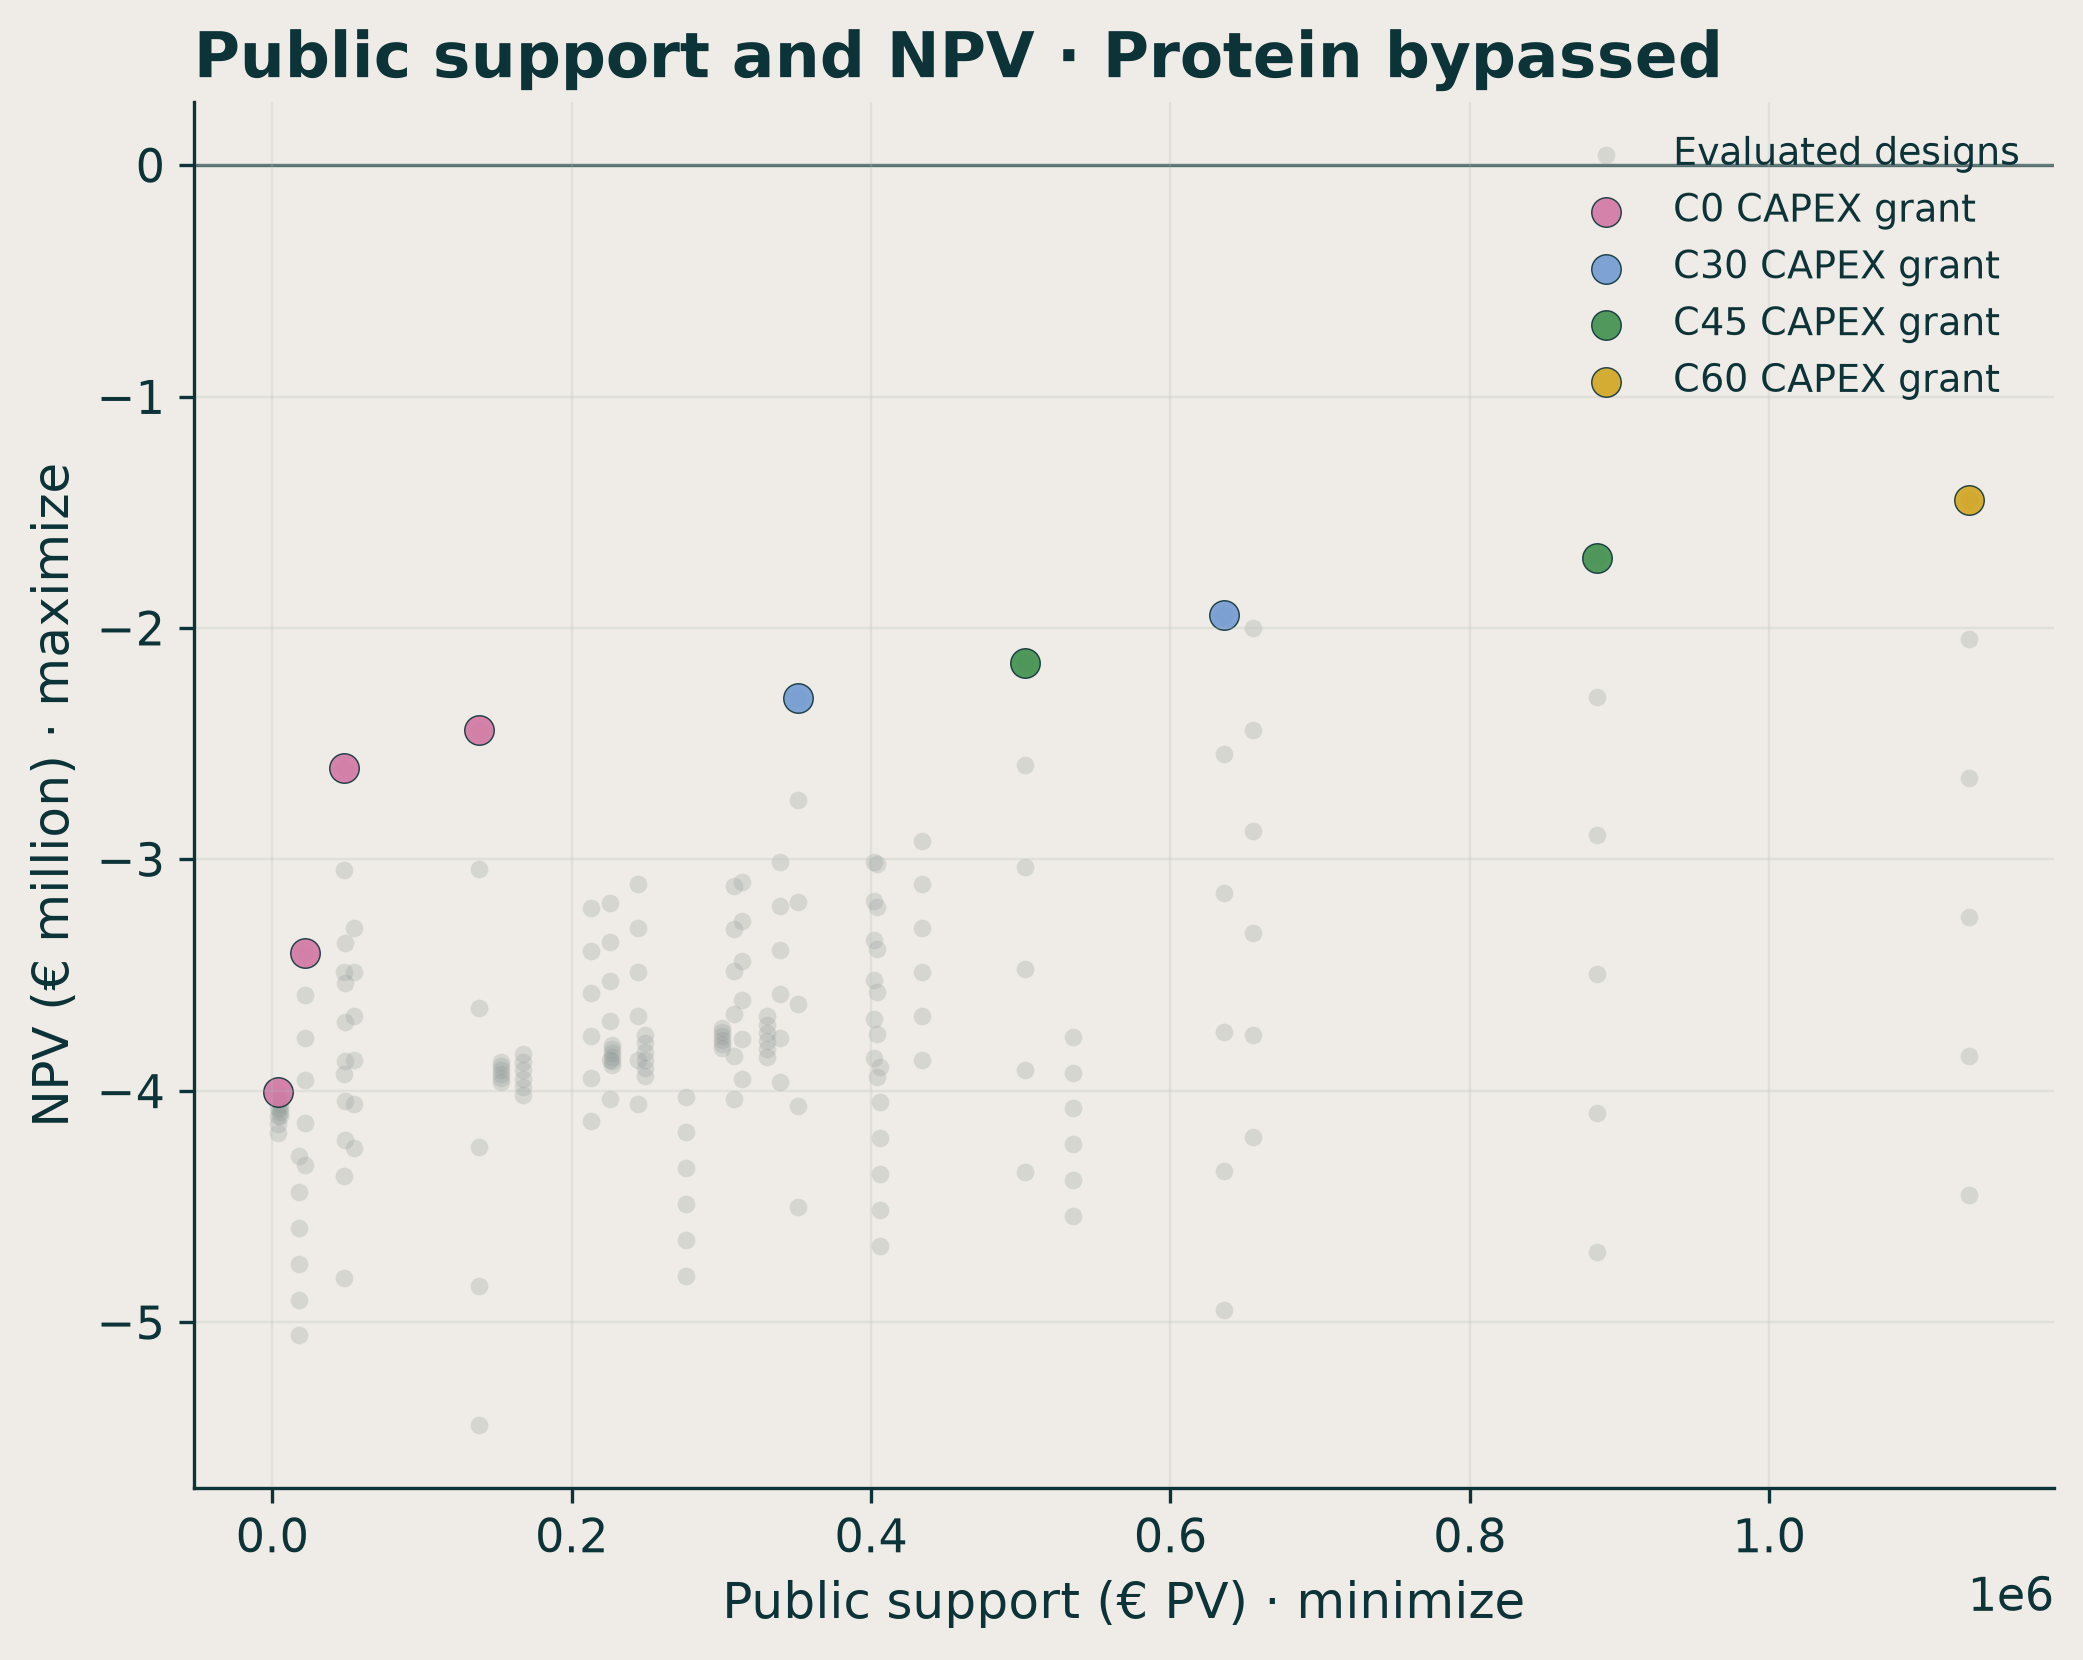 Public support and NPV · Protein bypassed
Evaluated designs
C0 CAPEX grant
C30 CAPEX grant
C45 CAPEX grant
C60 CAPEX grant
NPV (€ million) · maximize
0
−1
−2
−3
−4
−5
0.0
0.2
0.4
0.6
0.8
1.0
1e6
Public support (€ PV) · minimize